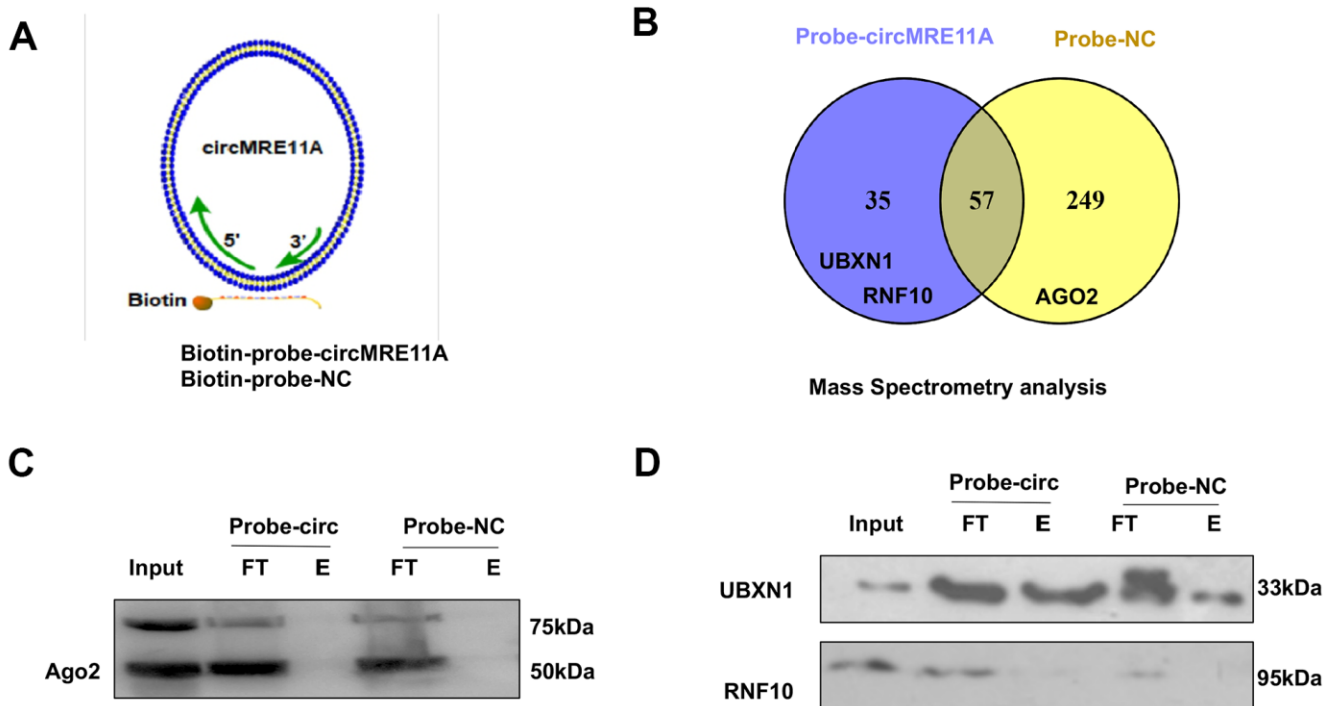 A
circMRE11A
5'
3'
Biotin
Biotin-probe-circMRE11A
Biotin-probe-NC
B
Probe-circMRE11A
Probe-NC
35
57
249
UBXN1
RNF10
AGO2
Mass Spectrometry analysis
C
Probe-circ
Probe-NC
Input
FT
E
FT
E
75kDa
Ago2
50kDa
D
Probe-circ
Probe-NC
Input
FT
E
FT
E
UBXN1
33kDa
RNF10
95kDa